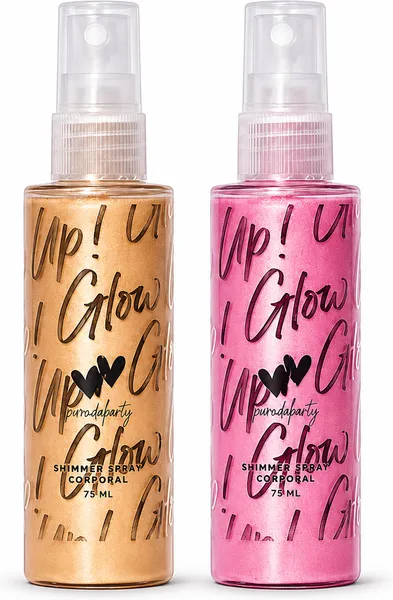 Up!
Glow
Up
purodaparty
Glow
SHIMMER SPRAY
CORPORAL
75 ML
Up!
Glow
Up
purodaparty
Glow
SHIMMER SPRAY
CORPORAL
75 ML